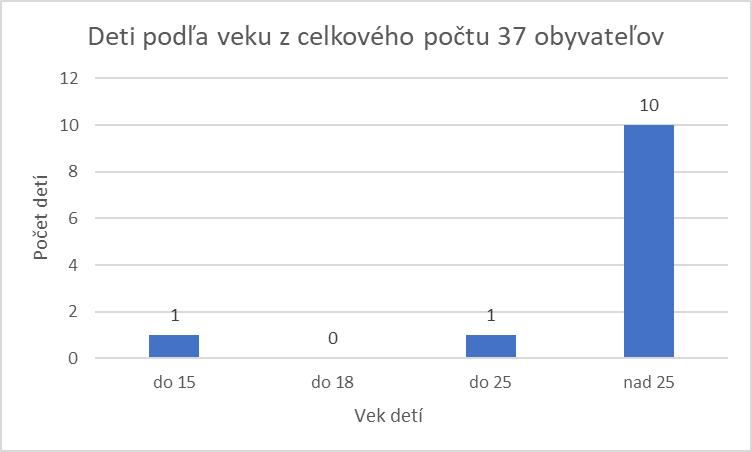 Deti podľa veku z celkového počtu 37 obyvateľov
12
10
8
6
4
2
0
Počet detí
1
0
1
10
do 15
do 18
do 25
nad 25
Vek detí